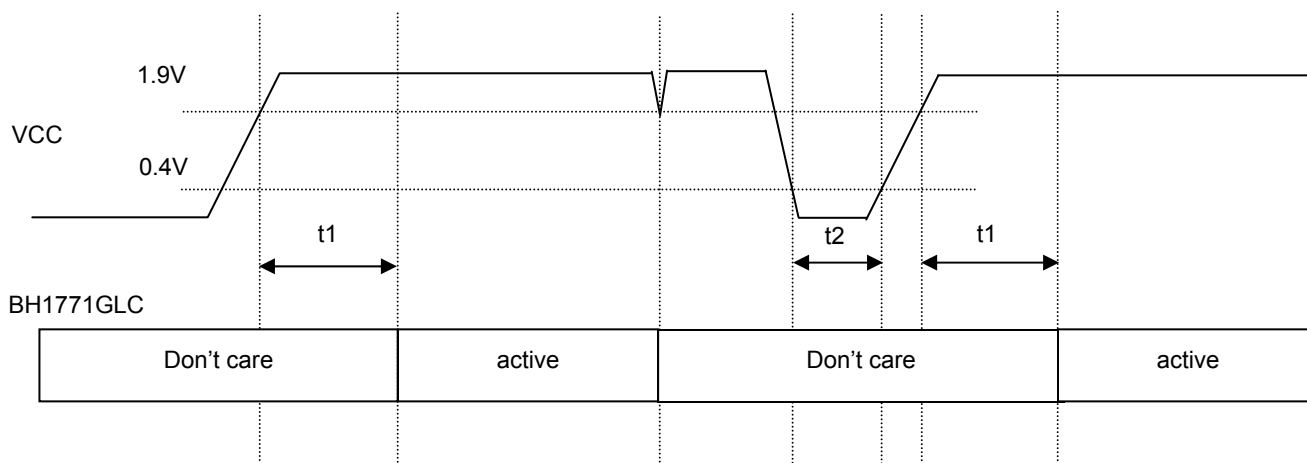 1.9V
VCC
0.4V
t1
t2
t1
BH1771GLC
Don't care
active
Don't care
active